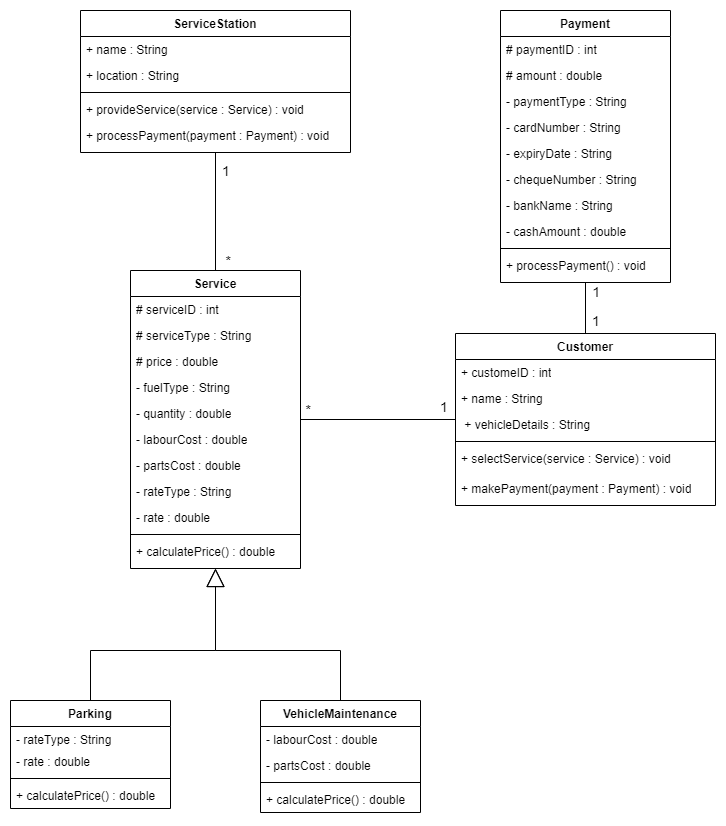 ServiceStation
+ name : String
+ location : String
+ provideService(service : Service) : void
+ processPayment(payment : Payment) : void
Payment
# paymentID : int
# amount : double
- paymentType : String
- cardNumber : String
- expiryDate : String
- chequeNumber : String
- bankName : String
- cashAmount : double
+ processPayment() : void
1
*
1
1
Service
# serviceID : int
# serviceType : String
# price : double
- fuelType : String
- quantity : double
- labourCost : double
- partsCost : double
- rateType : String
- rate : double
+ calculatePrice() : double
*
1
Customer
+ customeID : int
+ name : String
+ vehicleDetails : String
+ selectService(service : Service) : void
+ makePayment(payment : Payment) : void
Parking
- rateType : String
- rate : double
+ calculatePrice() : double
VehicleMaintenance
- labourCost : double
- partsCost : double
+ calculatePrice() : double